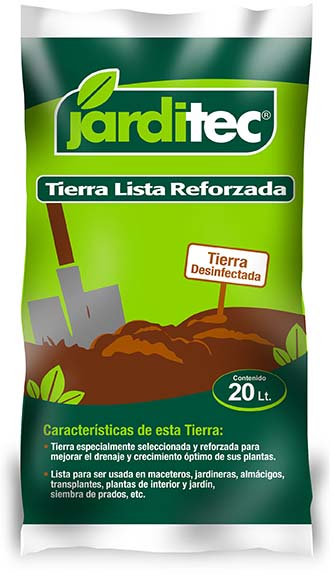 jarditec®
Tierra Lista Reforzada
Tierra
Desinfectada
Contenido
20 Lt.
Características de esta Tierra:
• Tierra especialmente seleccionada y reforzada para
mejorar el drenaje y crecimiento óptimo de sus plantas.
• Lista para ser usada en maceteros, jardineras, almácigos,
transplantes, plantas de interior y jardín,
siembra de prados, etc.